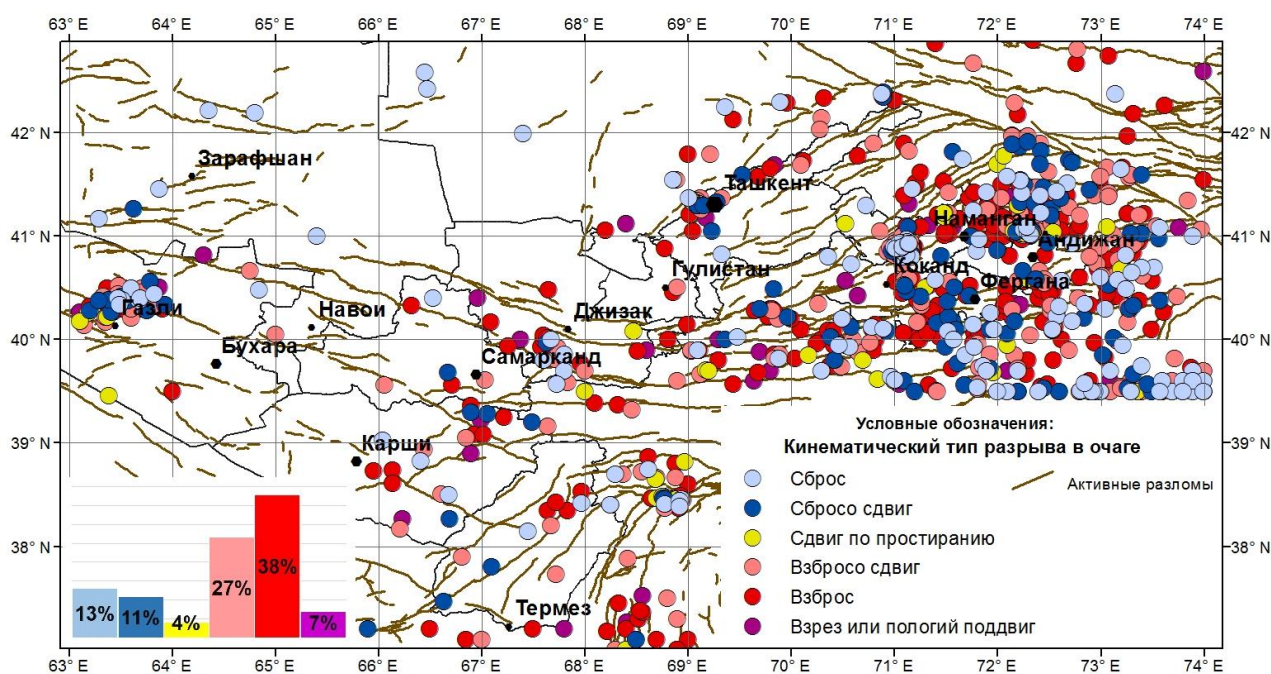 63° E 64° E 65° E 66° E 67° E 68° E 69° E 70° E 71° E 72° E 73° E 74° E
42° N 42° N
Зарафшан
Ташкент
41° N 41° N
Наманган
Андижан
Коканд
Гулистан
Фергана
Газли
Навои
Джизак
40° N 40° N
Бухара
Самарканд
39° N 39° N
Карши
Условные обозначения:
Кинематический тип разрыва в очаге
Сброс
Активные разломы
Сбросо сдвиг
Сдвиг по простиранию
38° N 38° N
Взбросо сдвиг
Взброс
Взрез или пологий поддвиг
13% 11% 4% 27% 38% 7%
Термез
63° E 64° E 65° E 66° E 67° E 68° E 69° E 70° E 71° E 72° E 73° E 74° E